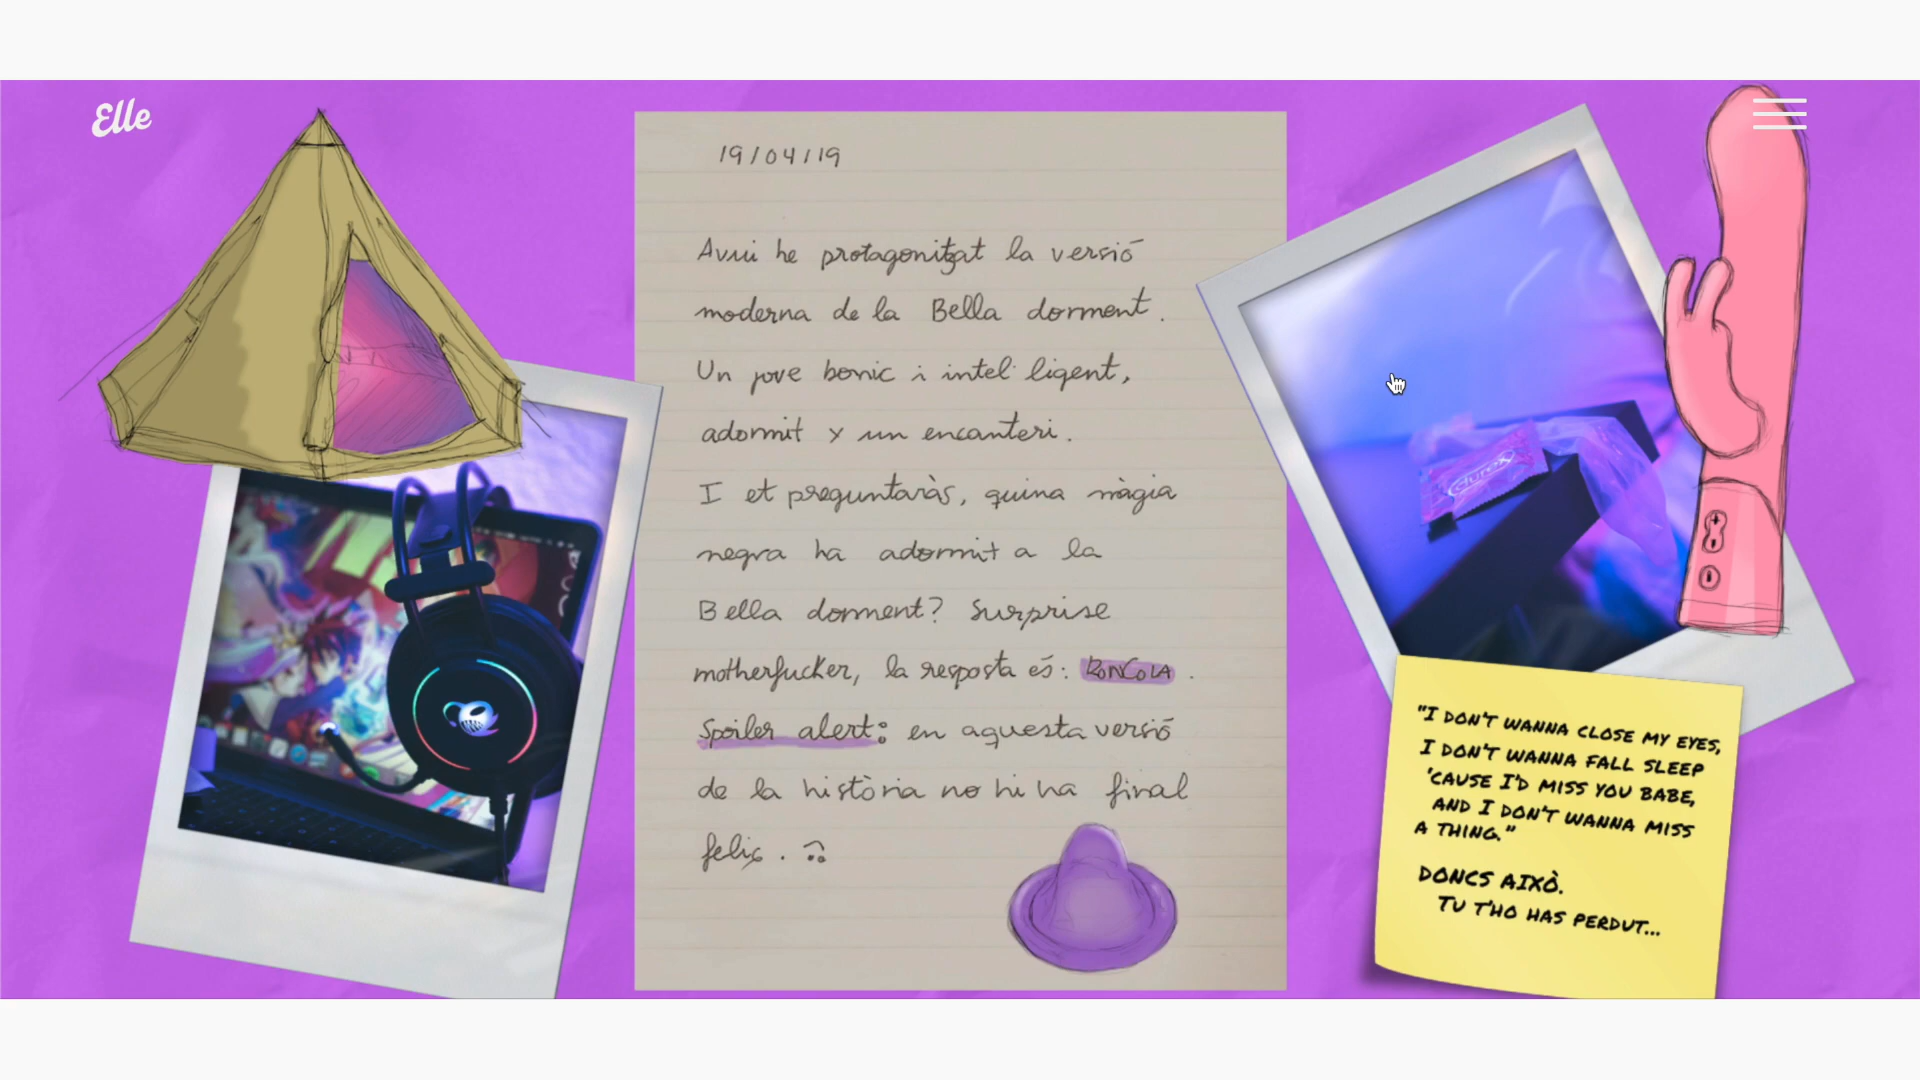 Elle
19/04/19
Avui he protagonitzat la versió
moderna de la Bella dorment.
Un jove bonic i intel·ligent,
adormit x un encanteri.
I et preguntaràs, quina màgia
negra ha adormit a la
Bella dorment? Surprise
motherfucker, la resposta és: RONCOLA.
Spoiler alert: en aquesta versió
de la història no hi ha final
feliç. :(
durex
"I DON'T WANNA CLOSE MY EYES,
I DON'T WANNA FALL SLEEP
'CAUSE I'D MISS YOU BABE,
AND I DON'T WANNA MISS
A THING."
DONCS AIXÒ.
TU T'HO HAS PERDUT...